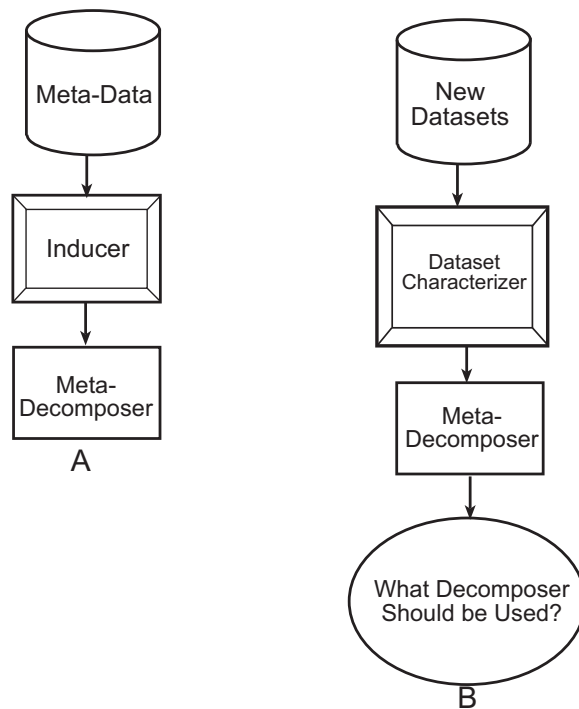 Meta-Data
Inducer
Meta-
Decomposer
A
New
Datasets
Dataset
Characterizer
Meta-
Decomposer
What Decomposer
Should be Used?
B